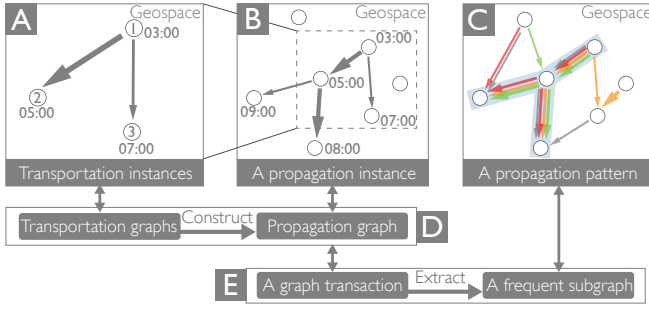 A
Geospace
1
03:00
2
05:00
3
07:00
Transportation instances
B
Geospace
03:00
05:00
09:00
07:00
08:00
A propagation instance
C
Geospace
A propagation pattern
Transportation graphs
Construct
Propagation graph
D
E
A graph transaction
Extract
A frequent subgraph